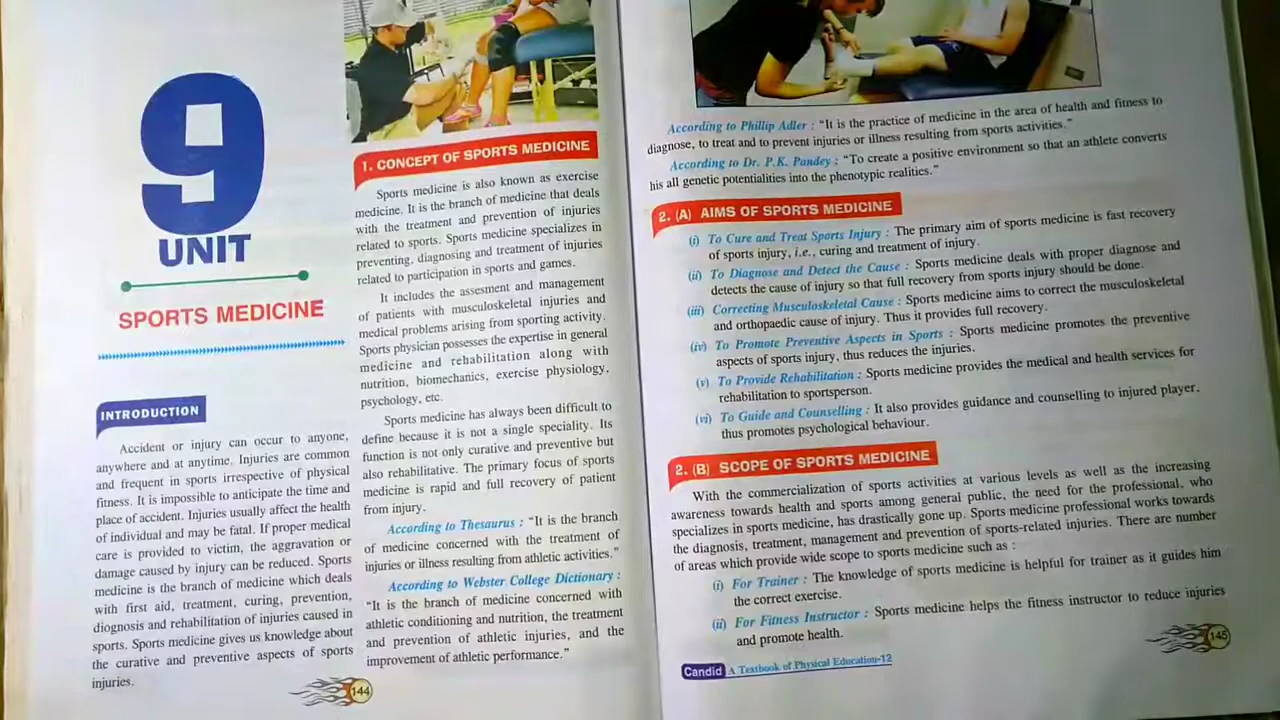 9
UNIT
SPORTS MEDICINE
INTRODUCTION
Accident or injury can occur to anyone,
anywhere and at anytime. Injuries are common
and frequent in sports irrespective of physical
fitness. It is impossible to anticipate the time and
place of accident. Injuries usually affect the health
of individual and may be fatal. If proper medical
care is provided to victim, the aggravation or
damage caused by injury can be reduced. Sports
medicine is the branch of medicine which deals
with first aid, treatment, curing, prevention,
diognosis and rehabilitation of injuries caused in
sports. Sports medicine gives us knowledge about
the curative and preventive aspects of sports
injuries.
1. CONCEPT OF SPORTS MEDICINE
Sports medicine is also known as exercise
medicine. It is the branch of medicine that deals
with the treatment and prevention of injuries
related to sports. Sports medicine specializes in
preventing, diagnosing and treatment of injuries
related to participation in sports and games.
It includes the assesment and management
of patients with musculoskeletal injuries and
medical problems arising from sporting activity.
Sports physician possesses the expertise in general
medicine and rehabilitation along with
nutrition, biomechanics, exercise physiology,
psychology, etc.
Sports medicine has always been difficult to
define because it is not a single speciality. Its
function is not only curative and preventive but
also rehabilitative. The primary focus of sports
medicine is rapid and full recovery of patient
from injury.
According to Thesaurus : “It is the branch
of medicine concerned with the treatment of
injuries or illness resulting from athletic activities.”
According to Webster College Dictionary :
“It is the branch of medicine concerned with
athletic conditioning and nutrition, the treatment
and prevention of athletic injuries, and the
improvement of athletic performance.”
144
According to Phillip Adler : “It is the practice of medicine in the area of health and fitness to
diagnose, to treat and to prevent injuries or illness resulting from sports activities.”
According to Dr. P.K. Pandey : “To create a positive environment so that an athlete converts
his all genetic potentialities into the phenotypic realities.”
2. (A) AIMS OF SPORTS MEDICINE
(i) To Cure and Treat Sports Injury : The primary aim of sports medicine is fast recovery
of sports injury, i.e., curing and treatment of injury.
(ii) To Diagnose and Detect the Cause : Sports medicine deals with proper diagnose and
detects the cause of injury so that full recovery from sports injury should be done.
(iii) Correcting Musculoskeletal Cause : Sports medicine aims to correct the musculoskeletal
and orthopaedic cause of injury. Thus it provides full recovery.
(iv) To Promote Preventive Aspects in Sports : Sports medicine promotes the preventive
aspects of sports injury, thus reduces the injuries.
(v) To Provide Rehabilitation : Sports medicine provides the medical and health services for
rehabilitation to sportsperson.
(vi) To Guide and Counselling : It also provides guidance and counselling to injured player,
thus promotes psychological behaviour.
2. (B) SCOPE OF SPORTS MEDICINE
With the commercialization of sports activities at various levels as well as the increasing
awareness towards health and sports among general public, the need for the professional, who
specializes in sports medicine, has drastically gone up. Sports medicine professional works towards
the diagnosis, treatment, management and prevention of sports-related injuries. There are number
of areas which provide wide scope to sports medicine such as :
(i) For Trainer : The knowledge of sports medicine is helpful for trainer as it guides him
the correct exercise.
(ii) For Fitness Instructor : Sports medicine helps the fitness instructor to reduce injuries
and promote health.
Candid A Textbook of Physical Education-12
145